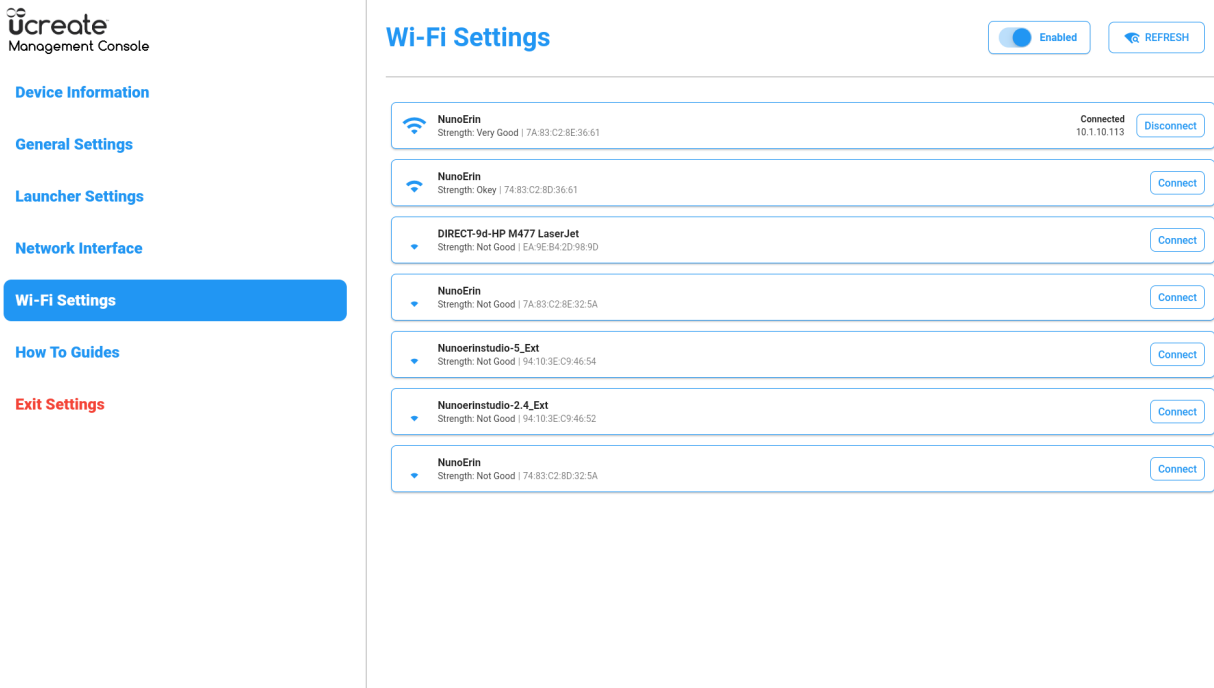 ücreate
Management Console
Device Information
General Settings
Launcher Settings
Network Interface
Wi-Fi Settings
How To Guides
Exit Settings
Wi-Fi Settings
Enabled
REFRESH
NunoErin
Strength: Very Good | 7A:83:C2:8E:36:61
Connected
10.1.10.113
Disconnect
NunoErin
Strength: Okey | 74:83:C2:8D:36:61
Connect
DIRECT-9d-HP M477 LaserJet
Strength: Not Good | EA:9E:B4:2D:98:9D
Connect
NunoErin
Strength: Not Good | 7A:83:C2:8E:32:5A
Connect
Nunoerinstudio-5_Ext
Strength: Not Good | 94:10:3E:C9:46:54
Connect
Nunoerinstudio-2.4_Ext
Strength: Not Good | 94:10:3E:C9:46:52
Connect
NunoErin
Strength: Not Good | 74:83:C2:8D:32:5A
Connect